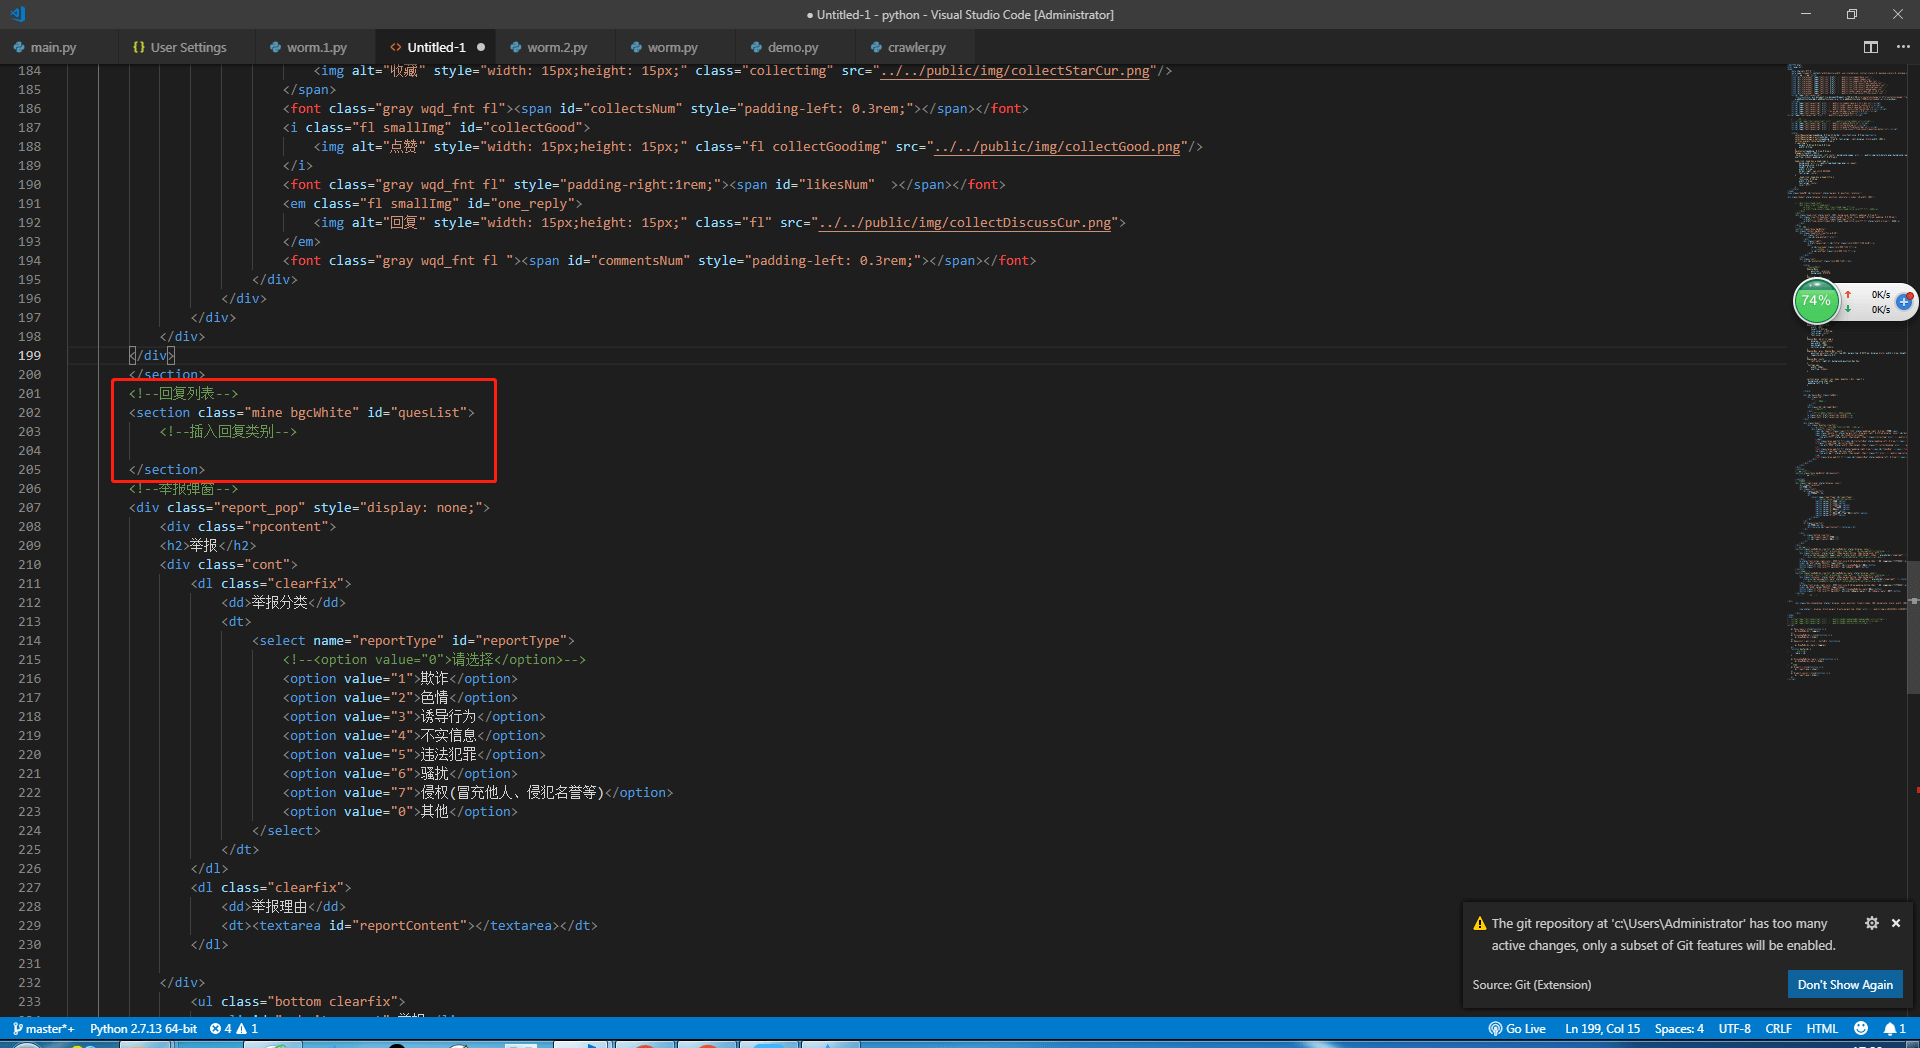 ● Untitled-1 - python - Visual Studio Code [Administrator]
main.py
{} User Settings
worm.1.py
<> Untitled-1 ●
worm.2.py
worm.py
demo.py
crawler.py
184 <img alt="收藏" style="width: 15px;height: 15px;" class="collectimg" src="../../public/img/collectStarCur.png"/>
185 </span>
186 <font class="gray wqd_fnt fl"><span id="collectsNum" style="padding-left: 0.3rem;"></span></font>
187 <i class="fl smallImg" id="collectGood">
188 <img alt="点赞" style="width: 15px;height: 15px;" class="fl collectGoodimg" src="../../public/img/collectGood.png"/>
189 </i>
190 <font class="gray wqd_fnt fl" style="padding-right:1rem;"><span id="likesNum"  ></span></font>
191 <em class="fl smallImg" id="one_reply">
192 <img alt="回复" style="width: 15px;height: 15px;" class="fl" src="../../public/img/collectDiscussCur.png">
193 </em>
194 <font class="gray wqd_fnt fl "><span id="commentsNum" style="padding-left: 0.3rem;"></span></font>
195 </div>
196 </div>
197 </div>
198 </div>
199 </div>
200 </section>
201 <!--回复列表-->
202 <section class="mine bgcWhite" id="quesList">
203 <!--插入回复类别-->
204
205 </section>
206 <!--举报弹窗-->
207 <div class="report_pop" style="display: none;">
208 <div class="rpcontent">
209 <h2>举报</h2>
210 <div class="cont">
211 <dl class="clearfix">
212 <dd>举报分类</dd>
213 <dt>
214 <select name="reportType" id="reportType">
215 <!--<option value="0">请选择</option>-->
216 <option value="1">欺诈</option>
217 <option value="2">色情</option>
218 <option value="3">诱导行为</option>
219 <option value="4">不实信息</option>
220 <option value="5">违法犯罪</option>
221 <option value="6">骚扰</option>
222 <option value="7">侵权(冒充他人、侵犯名誉等)</option>
223 <option value="0">其他</option>
224 </select>
225 </dt>
226 </dl>
227 <dl class="clearfix">
228 <dd>举报理由</dd>
229 <dt><textarea id="reportContent"></textarea></dt>
230 </dl>
231
232 </div>
233 <ul class="bottom clearfix">
74%
0K/s
0K/s
The git repository at 'c:\Users\Administrator' has too many
active changes, only a subset of Git features will be enabled.
Source: Git (Extension)
Don't Show Again
master*+ Python 2.7.13 64-bit 4 1
Go Live Ln 199, Col 15 Spaces: 4 UTF-8 CRLF HTML 1